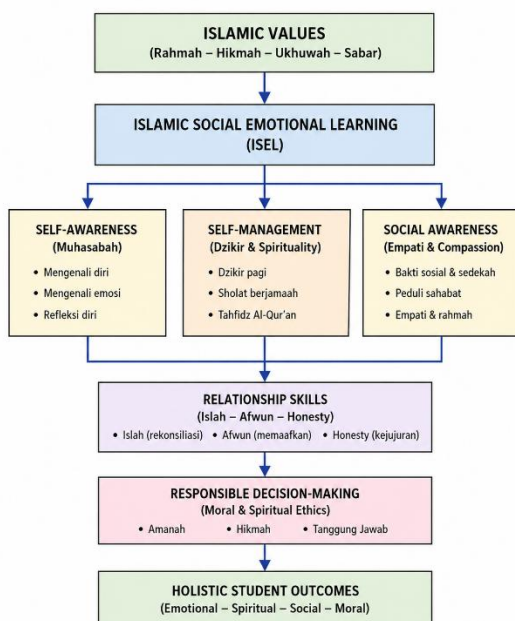 ISLAMIC VALUES
(Rahmah – Hikmah – Ukhuwah – Sabar)
ISLAMIC SOCIAL EMOTIONAL LEARNING
(ISEL)
SELF-AWARENESS
(Muhasabah)
• Mengenali diri
• Mengenali emosi
• Refleksi diri
SELF-MANAGEMENT
(Dzikir & Spirituality)
• Dzikir pagi
• Sholat berjamaah
• Tahfidz Al-Qur'an
SOCIAL AWARENESS
(Empati & Compassion)
• Bakti sosial & sedekah
• Peduli sahabat
• Empati & rahmah
RELATIONSHIP SKILLS
(Islah – Afwun – Honesty)
• Islah (rekonsiliasi) • Afwun (memaafkan) • Honesty (kejujuran)
RESPONSIBLE DECISION-MAKING
(Moral & Spiritual Ethics)
• Amanah • Hikmah • Tanggung Jawab
HOLISTIC STUDENT OUTCOMES
(Emotional – Spiritual – Social – Moral)